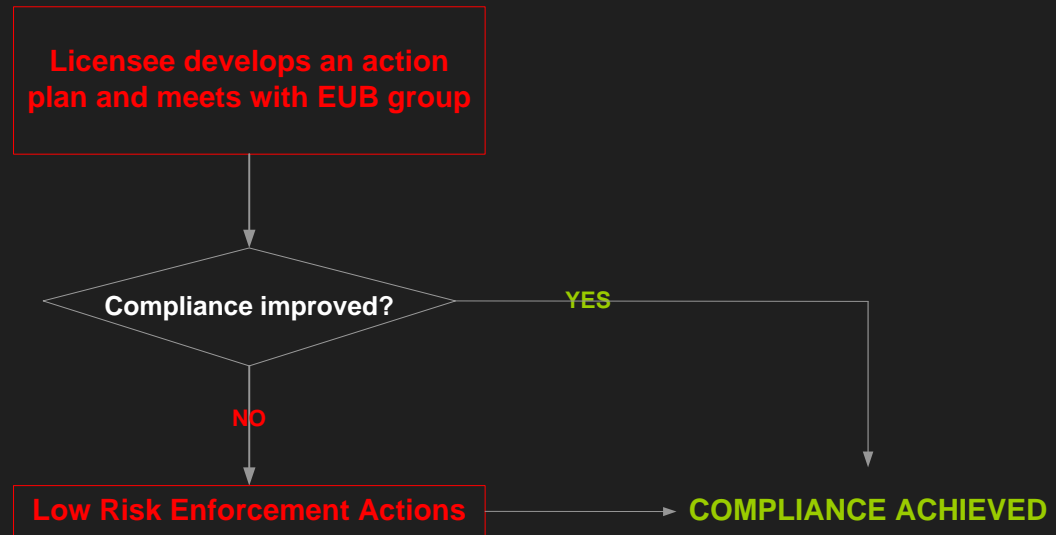 Licensee develops an action
plan and meets with EUB group
Compliance improved?
YES
NO
Low Risk Enforcement Actions
COMPLIANCE ACHIEVED